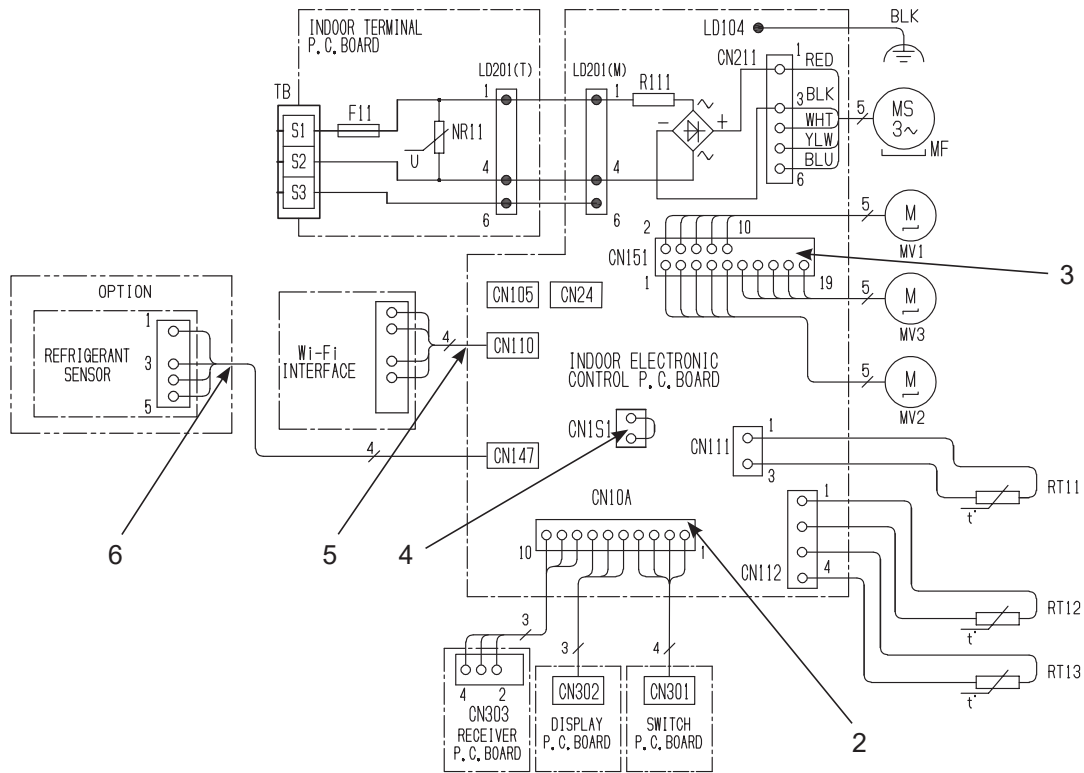 INDOOR TERMINAL
P.C.BOARD
LD104
BLK
TB
F11
LD201(T)
LD201(M)
R111
CN211
1
RED
S1
1
1
~
3
BLK
NR11
-
+
WHT
5
MS
3~
U
YLW
MF
S2
4
4
~
BLU
S3
6
6
6
2
10
5
M
MV1
CN151
3
1
19
5
M
MV3
OPTION
CN105
CN24
REFRIGERANT
SENSOR
1
3
5
Wi-Fi
INTERFACE
4
CN110
INDOOR ELECTRONIC
CONTROL P.C.BOARD
5
M
MV2
CN1S1
CN111
1
3
4
CN147
RT11
t°
6
5
4
CN10A
10
1
CN112
1
4
RT12
t°
3
3
4
RT13
t°
4
2
CN303
RECEIVER
P.C.BOARD
CN302
DISPLAY
P.C.BOARD
CN301
SWITCH
P.C.BOARD
2